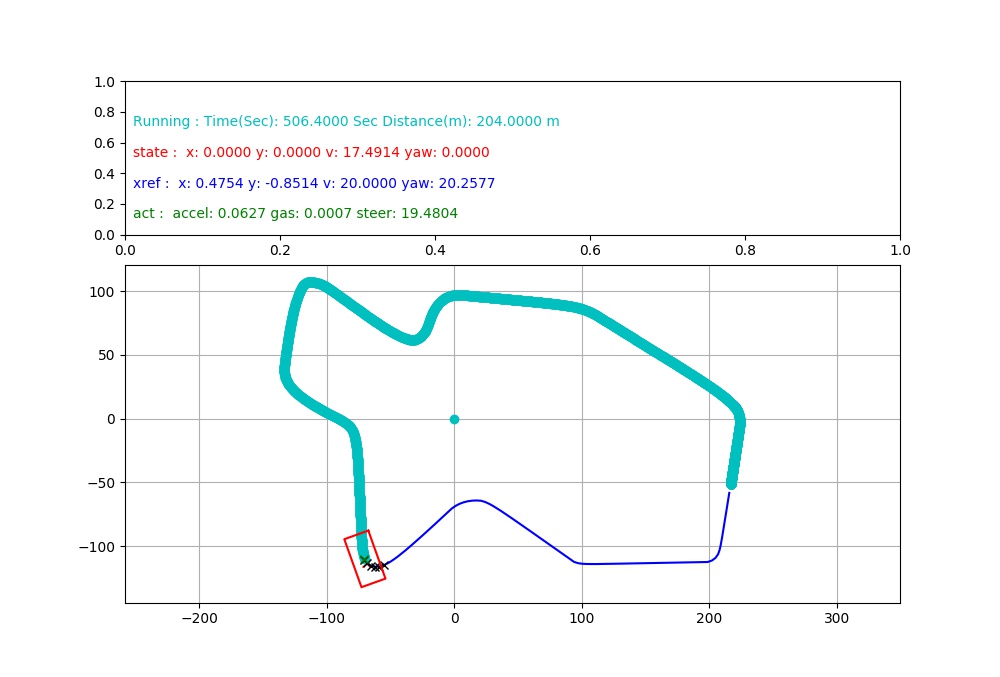 1.0
0.8
0.6
0.4
0.2
0.0
Running : Time(Sec): 506.4000 Sec Distance(m): 204.0000 m
state :  x: 0.0000 y: 0.0000 v: 17.4914 yaw: 0.0000
xref :  x: 0.4754 y: -0.8514 v: 20.0000 yaw: 20.2577
act :  accel: 0.0627 gas: 0.0007 steer: 19.4804
0.0 0.2 0.4 0.6 0.8 1.0
100
50
0
−50
−100
−200 −100 0 100 200 300